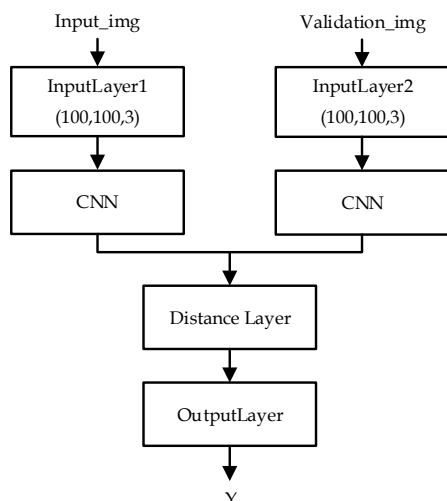 Input_img
Validation_img
InputLayer1
(100,100,3)
InputLayer2
(100,100,3)
CNN
CNN
Distance Layer
OutputLayer
Y